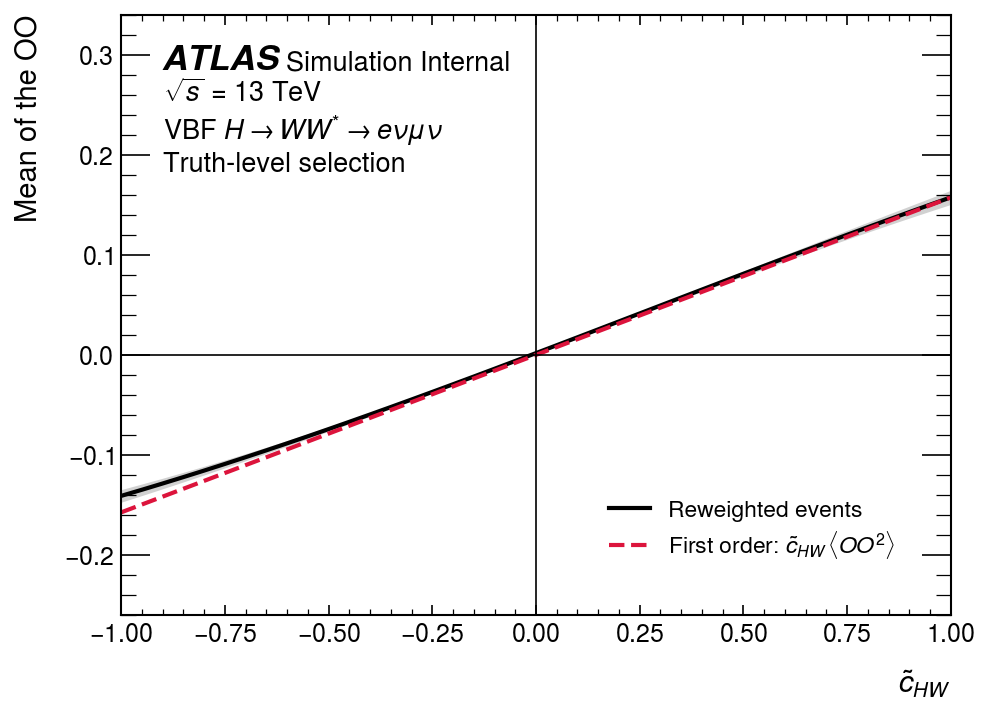 Mean of the OO
ATLAS Simulation Internal
√s = 13 TeV
VBF H → WW* → eνμν
Truth-level selection
0.3
0.2
0.1
0.0
−0.1
−0.2
Reweighted events
First order: c̃_HW⟨OO²⟩
−1.00 −0.75 −0.50 −0.25 0.00 0.25 0.50 0.75 1.00
c̃_HW